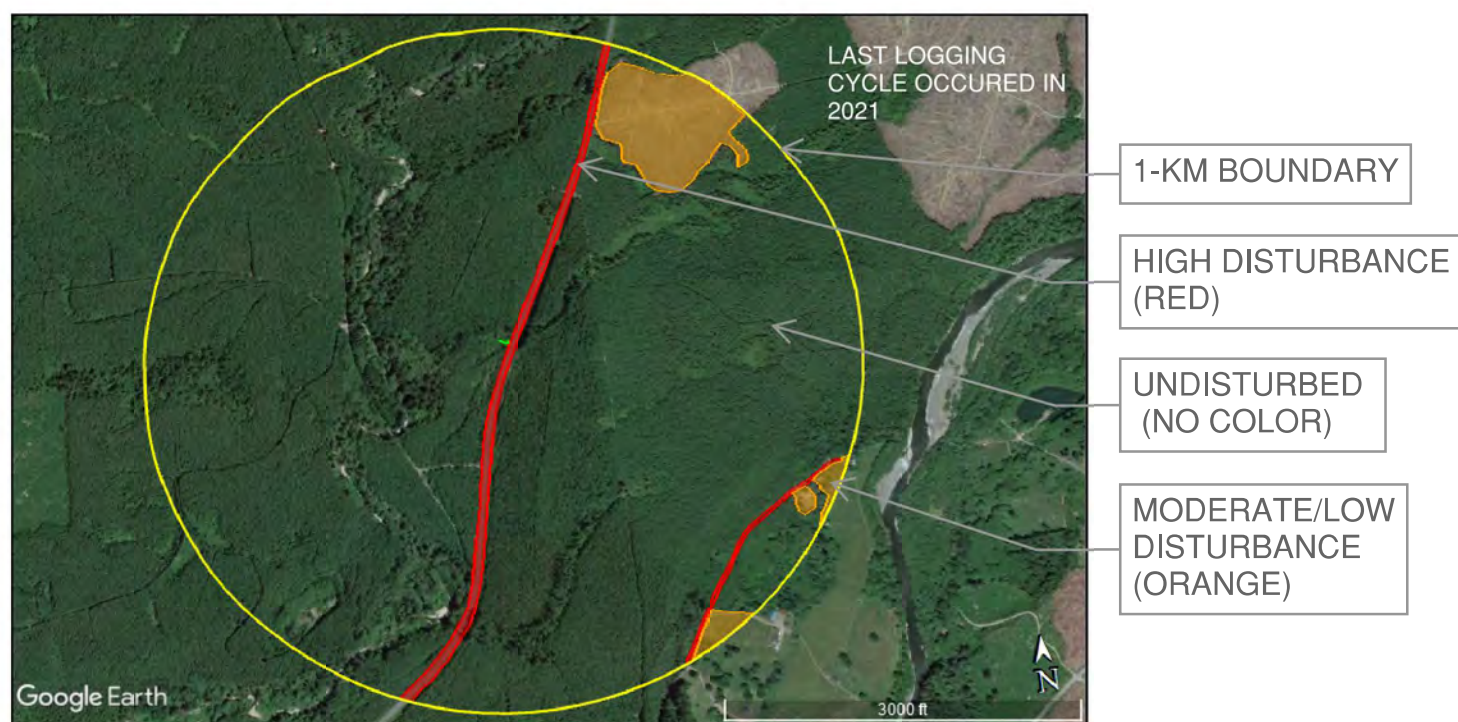 LAST LOGGING
CYCLE OCCURED IN
2021
1-KM BOUNDARY
HIGH DISTURBANCE
(RED)
UNDISTURBED
(NO COLOR)
MODERATE/LOW
DISTURBANCE
(ORANGE)
N
Google Earth
3000 ft